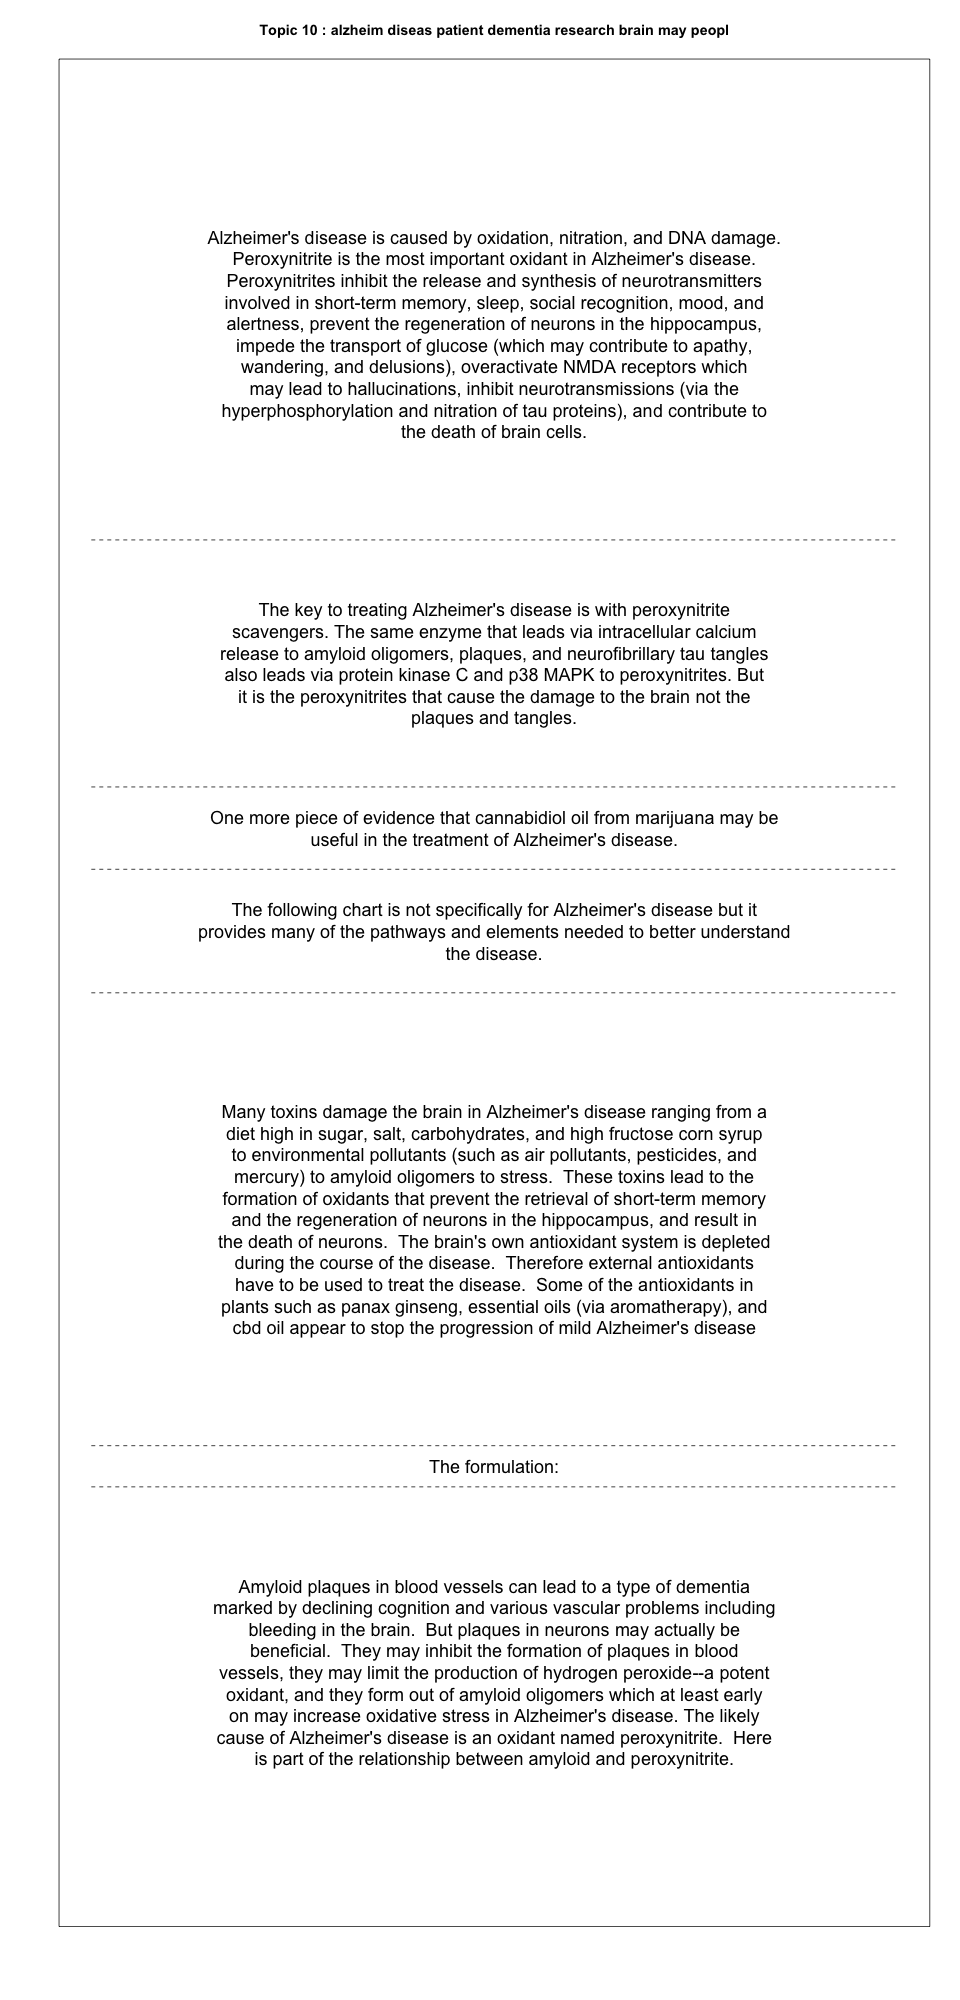 Topic 10 : alzheim diseas patient dementia research brain may peopl
Alzheimer's disease is caused by oxidation, nitration, and DNA damage.
Peroxynitrite is the most important oxidant in Alzheimer's disease.
Peroxynitrites inhibit the release and synthesis of neurotransmitters
involved in short-term memory, sleep, social recognition, mood, and
alertness, prevent the regeneration of neurons in the hippocampus,
impede the transport of glucose (which may contribute to apathy,
wandering, and delusions), overactivate NMDA receptors which
may lead to hallucinations, inhibit neurotransmissions (via the
hyperphosphorylation and nitration of tau proteins), and contribute to
the death of brain cells.
The key to treating Alzheimer's disease is with peroxynitrite
scavengers. The same enzyme that leads via intracellular calcium
release to amyloid oligomers, plaques, and neurofibrillary tau tangles
also leads via protein kinase C and p38 MAPK to peroxynitrites. But
it is the peroxynitrites that cause the damage to the brain not the
plaques and tangles.
One more piece of evidence that cannabidiol oil from marijuana may be
useful in the treatment of Alzheimer's disease.
The following chart is not specifically for Alzheimer's disease but it
provides many of the pathways and elements needed to better understand
the disease.
Many toxins damage the brain in Alzheimer's disease ranging from a
diet high in sugar, salt, carbohydrates, and high fructose corn syrup
to environmental pollutants (such as air pollutants, pesticides, and
mercury) to amyloid oligomers to stress.  These toxins lead to the
formation of oxidants that prevent the retrieval of short-term memory
and the regeneration of neurons in the hippocampus, and result in
the death of neurons.  The brain's own antioxidant system is depleted
during the course of the disease.  Therefore external antioxidants
have to be used to treat the disease.  Some of the antioxidants in
plants such as panax ginseng, essential oils (via aromatherapy), and
cbd oil appear to stop the progression of mild Alzheimer's disease
The formulation:
Amyloid plaques in blood vessels can lead to a type of dementia
marked by declining cognition and various vascular problems including
bleeding in the brain.  But plaques in neurons may actually be
beneficial.  They may inhibit the formation of plaques in blood
vessels, they may limit the production of hydrogen peroxide--a potent
oxidant, and they form out of amyloid oligomers which at least early
on may increase oxidative stress in Alzheimer's disease. The likely
cause of Alzheimer's disease is an oxidant named peroxynitrite.  Here
is part of the relationship between amyloid and peroxynitrite.